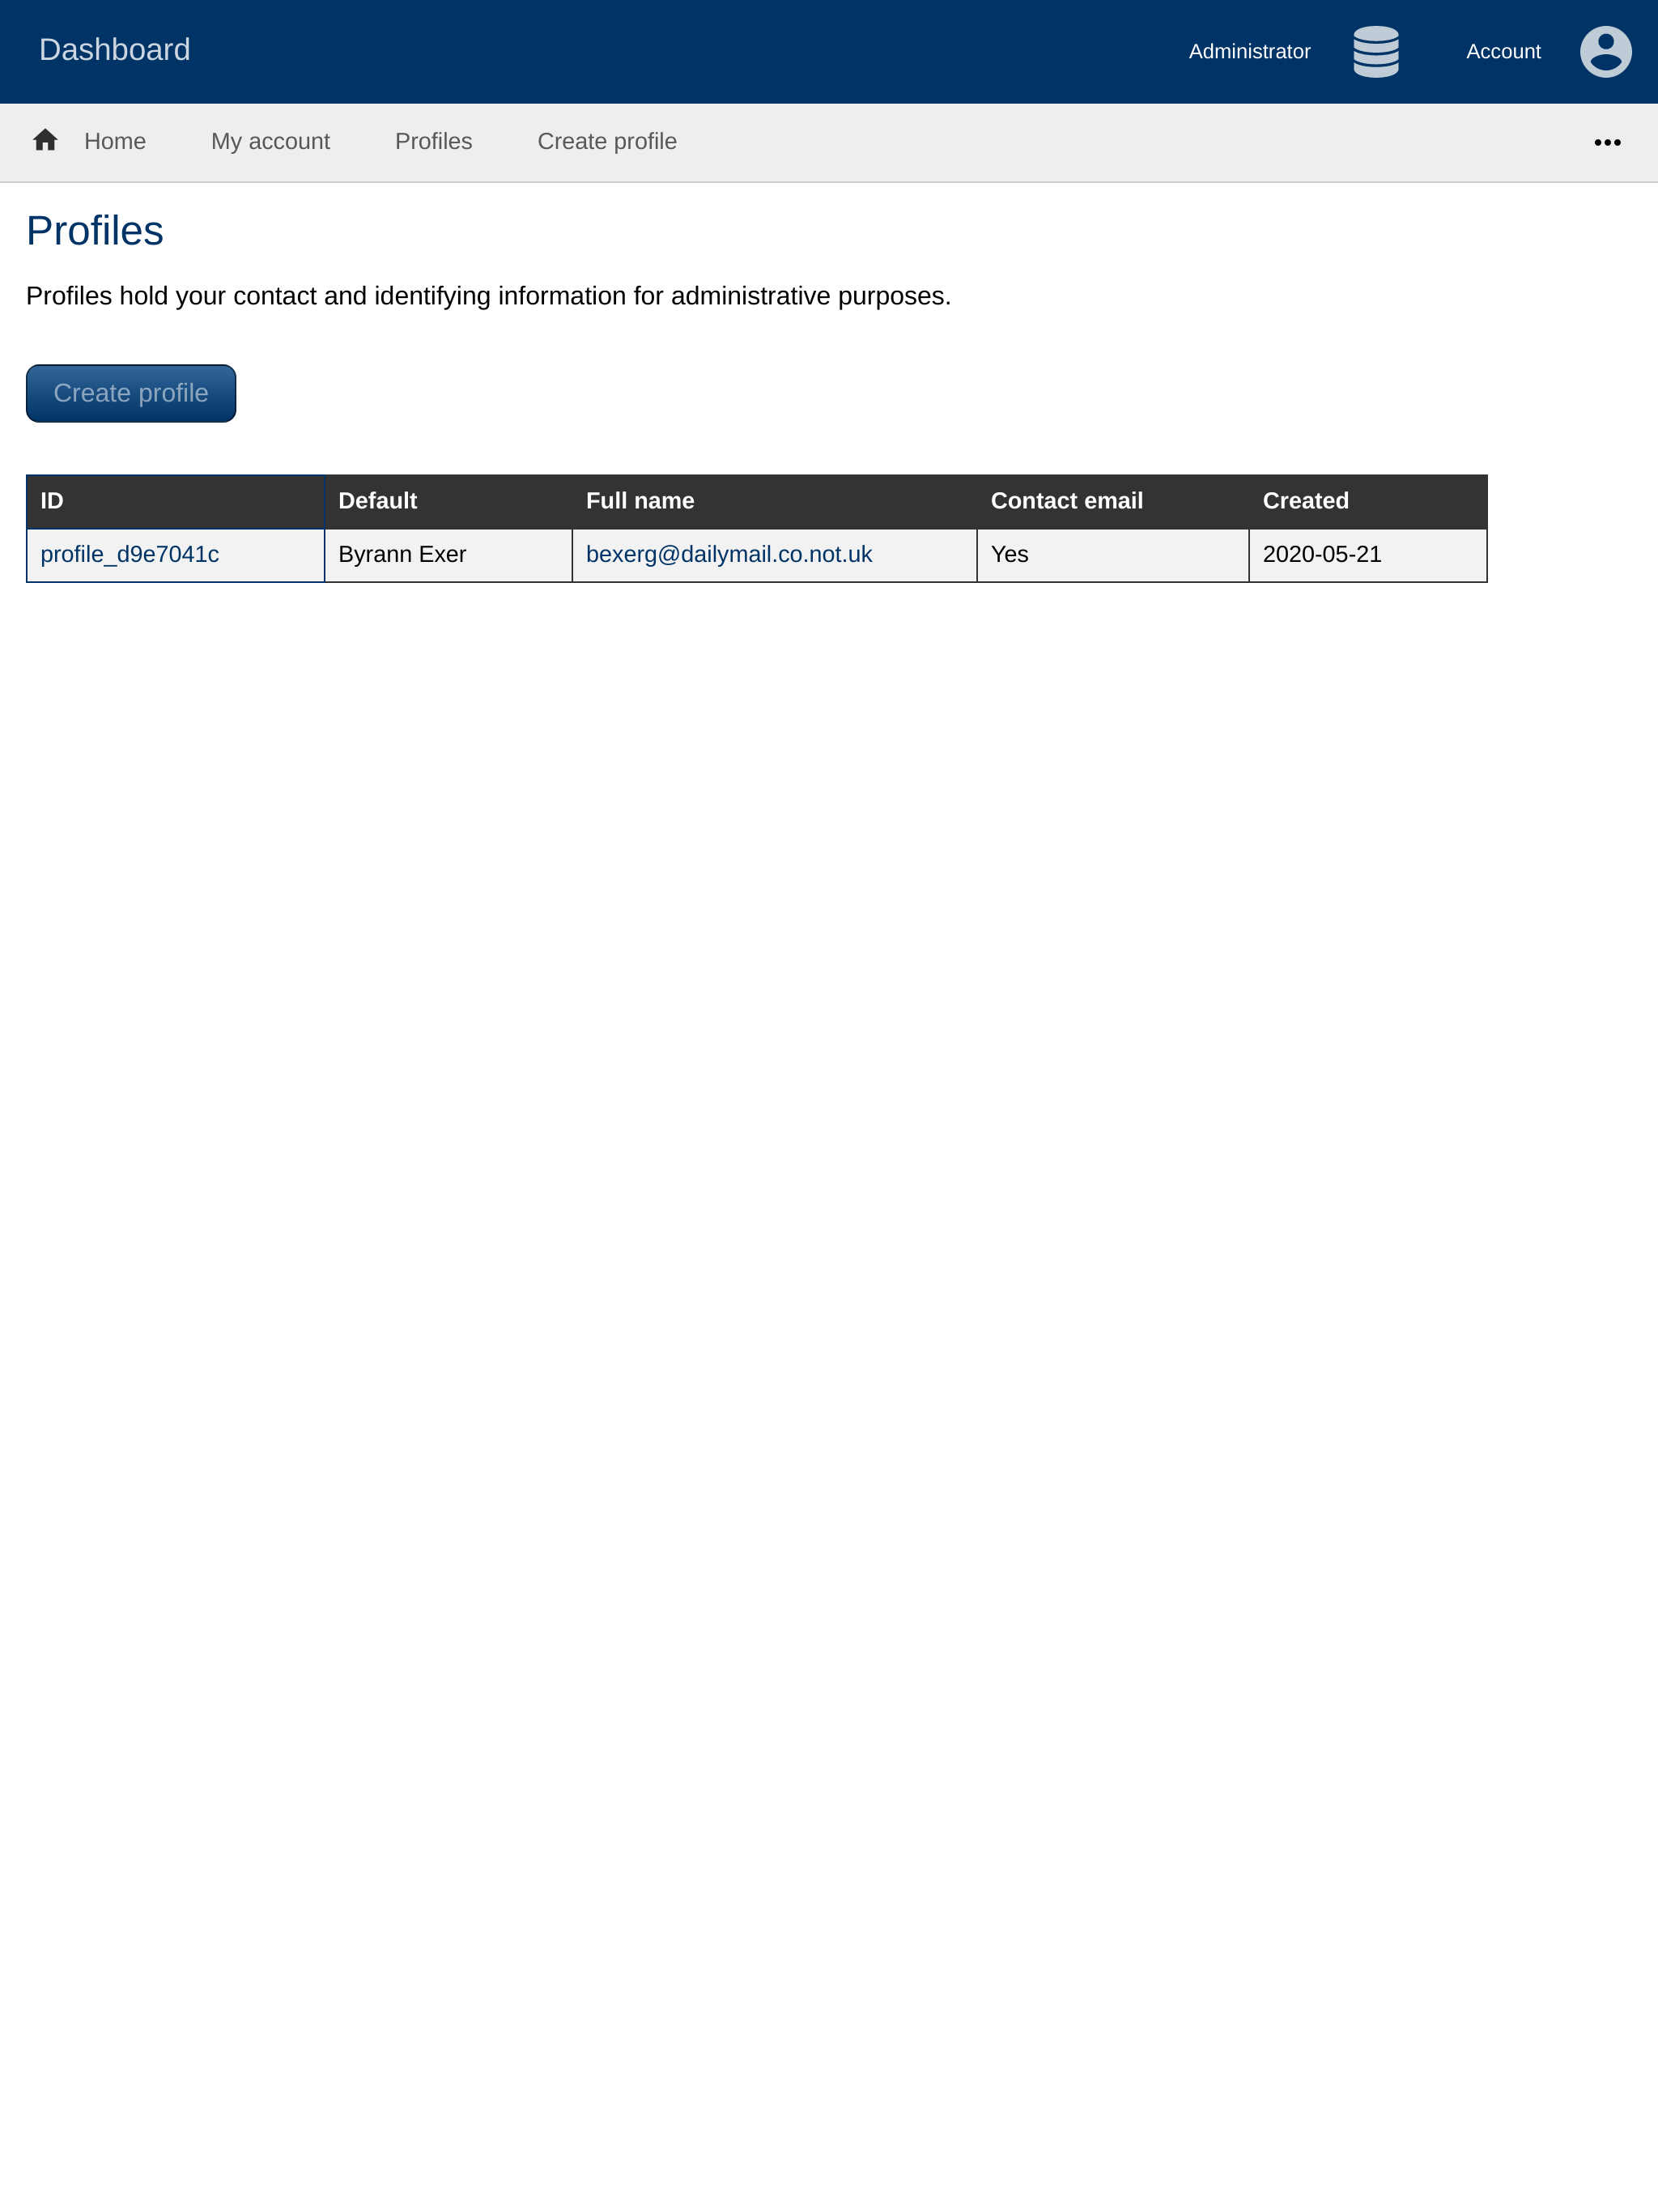 Dashboard Administrator Account
Home My account Profiles Create profile
Profiles
Profiles hold your contact and identifying information for administrative purposes.
Create profile
ID Default Full name Contact email Created
profile_d9e7041c Byrann Exer bexerg@dailymail.co.not.uk Yes 2020-05-21